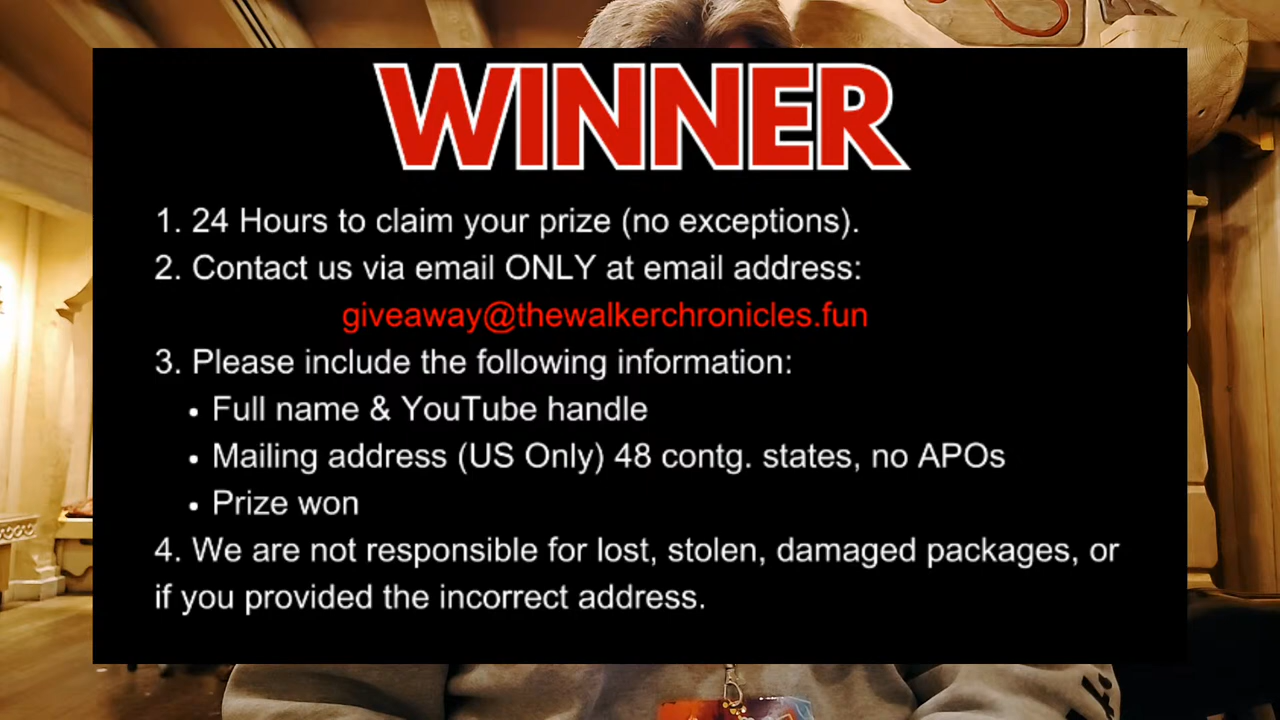 WINNER
1. 24 Hours to claim your prize (no exceptions).
2. Contact us via email ONLY at email address:
giveaway@thewalkerchronicles.fun
3. Please include the following information:
• Full name & YouTube handle
• Mailing address (US Only) 48 contg. states, no APOs
• Prize won
4. We are not responsible for lost, stolen, damaged packages, or
if you provided the incorrect address.